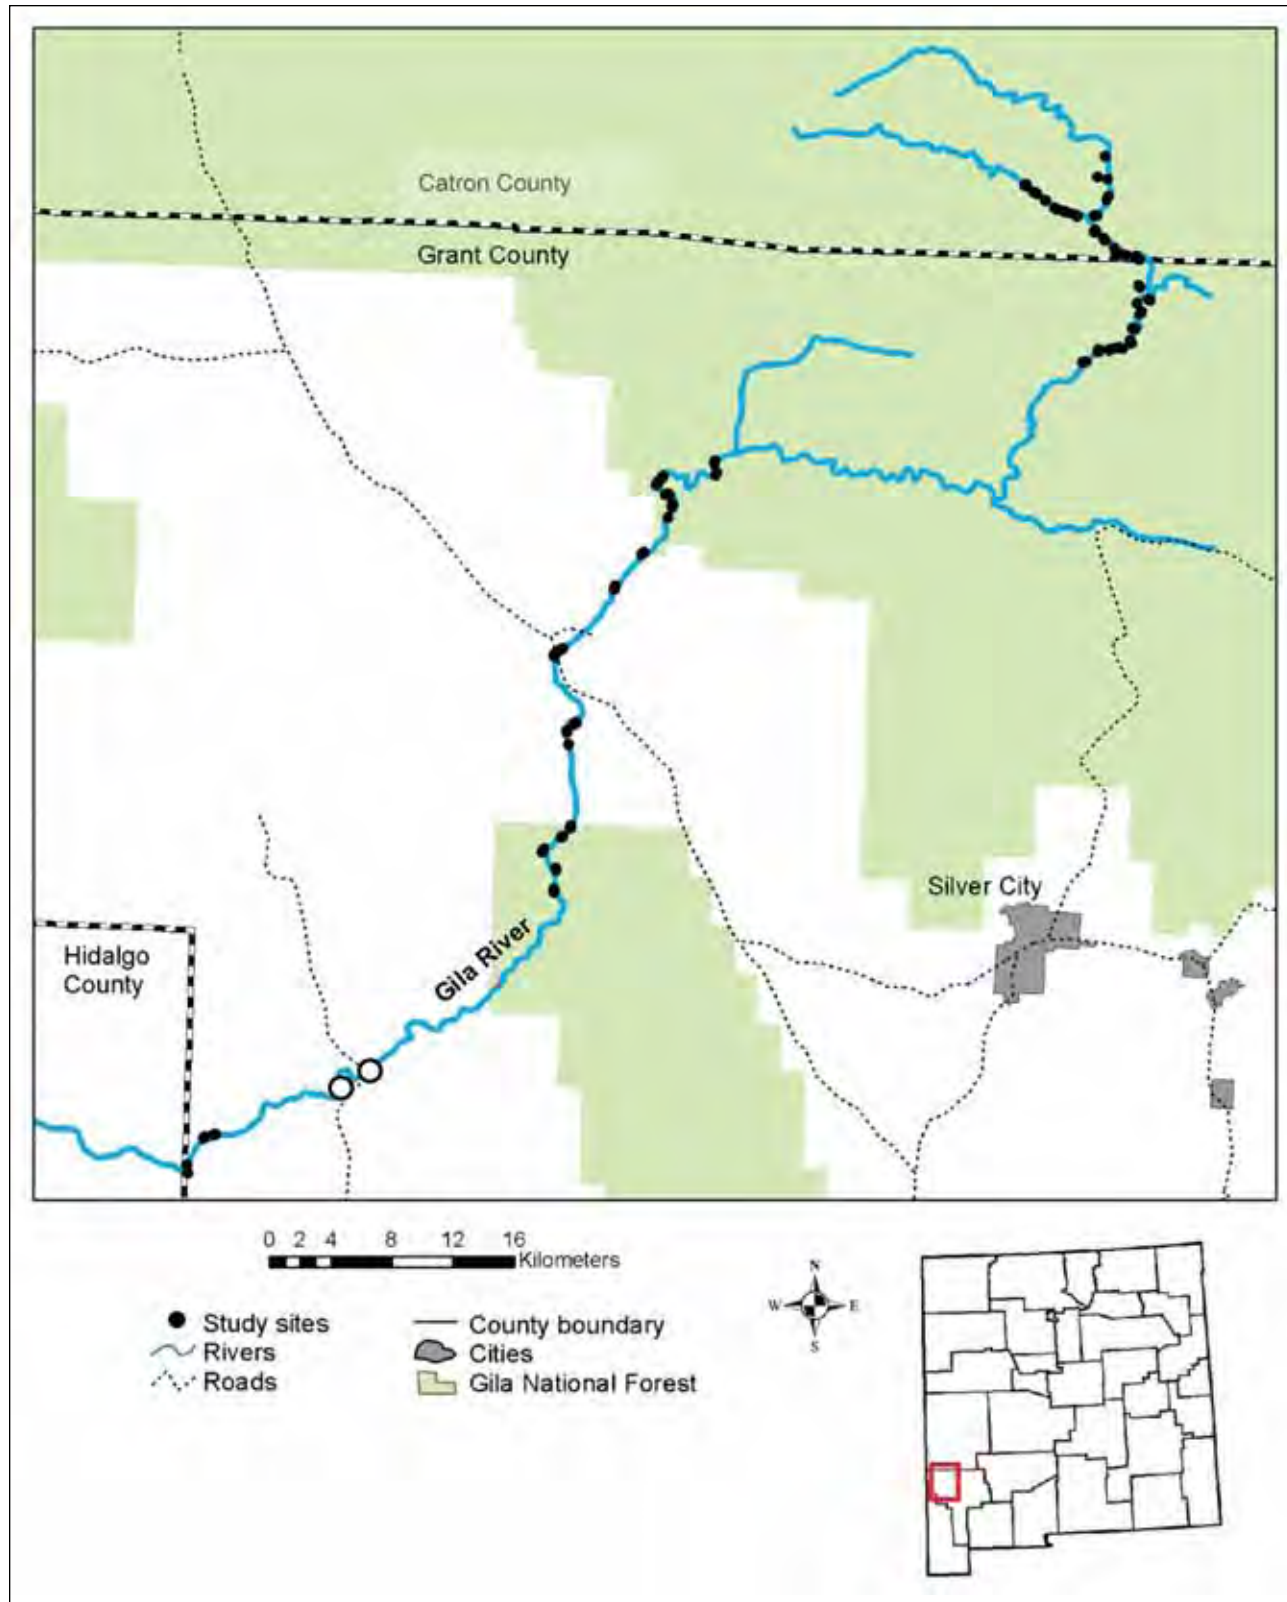 Catron County
Grant County
Silver City
Hidalgo
County
Gila River
0 2 4 8 12 16
Kilometers
N
W E
S
Study sites
Rivers
Roads
County boundary
Cities
Gila National Forest